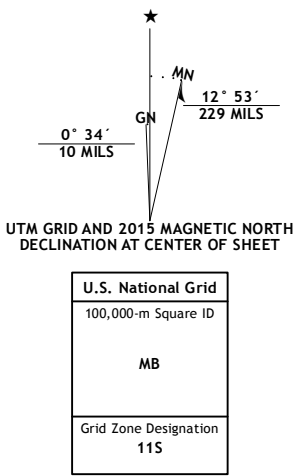 ★
MN
GN
12° 53´
229 MILS
0° 34´
10 MILS
UTM GRID AND 2015 MAGNETIC NORTH
DECLINATION AT CENTER OF SHEET
U.S. National Grid
100,000-m Square ID
MB
Grid Zone Designation
11S